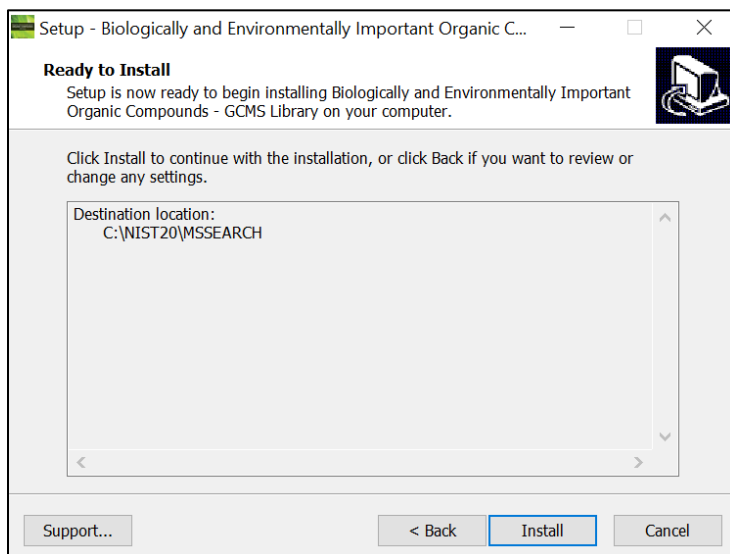 Setup - Biologically and Environmentally Important Organic C...
Ready to Install
Setup is now ready to begin installing Biologically and Environmentally Important
Organic Compounds - GCMS Library on your computer.
Click Install to continue with the installation, or click Back if you want to review or
change any settings.
Destination location:
C:\NIST20\MSSEARCH
Support...
< Back
Install
Cancel